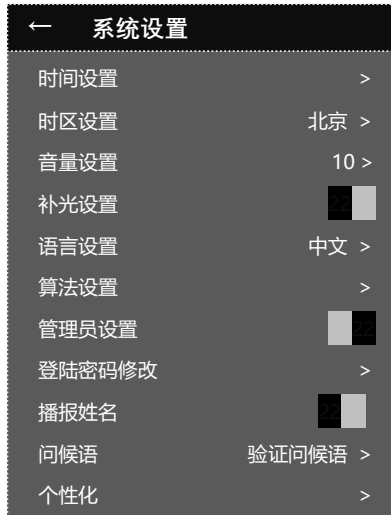 ← 系统设置
时间设置 >
时区设置 北京 >
音量设置 10 >
补光设置 22
语言设置 中文 >
算法设置 >
管理员设置 22
登陆密码修改 >
播报姓名 22
问候语 验证问候语 >
个性化 >